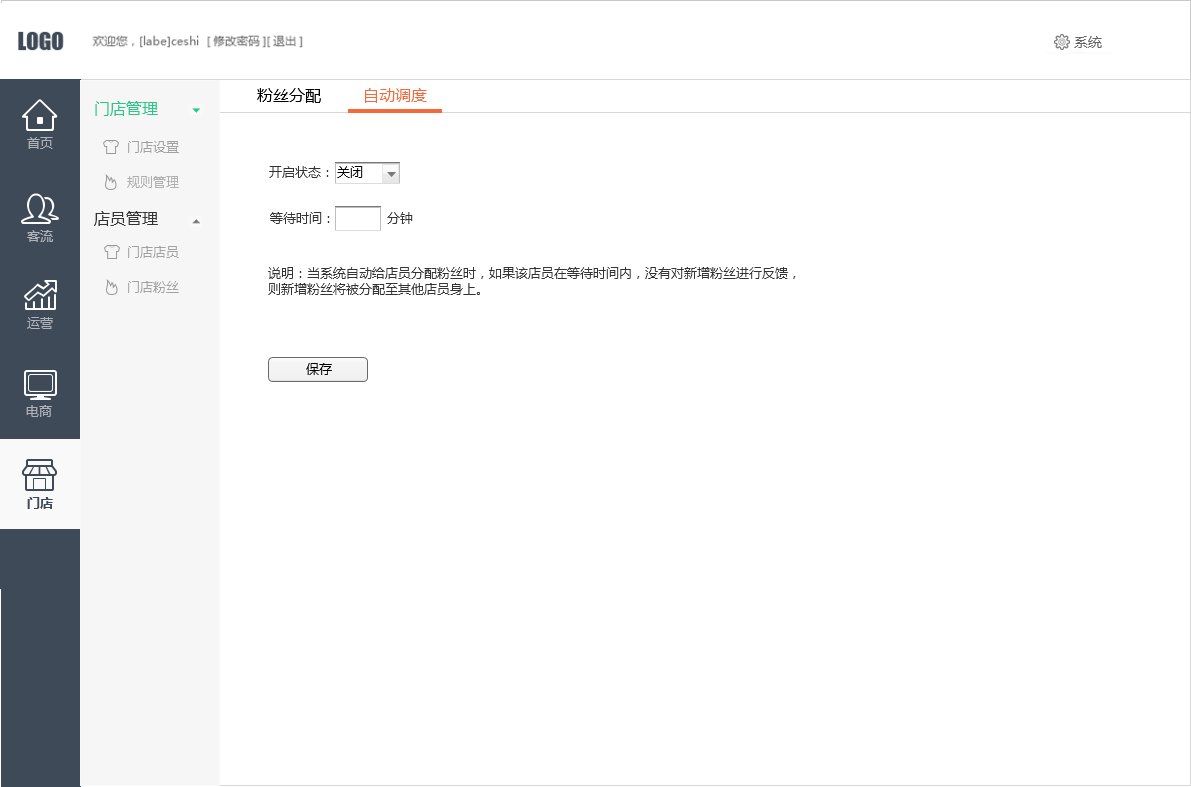 LOGO 欢迎您，[labe]ceshi [ 修改密码 ][ 退出 ] 系统
首页
客流
运营
电商
门店
门店管理
门店设置
规则管理
店员管理
门店店员
门店粉丝
粉丝分配 自动调度
开启状态：关闭
等待时间： 分钟
说明：当系统自动给店员分配粉丝时，如果该店员在等待时间内，没有对新增粉丝进行反馈，
则新增粉丝将被分配至其他店员身上。
保存